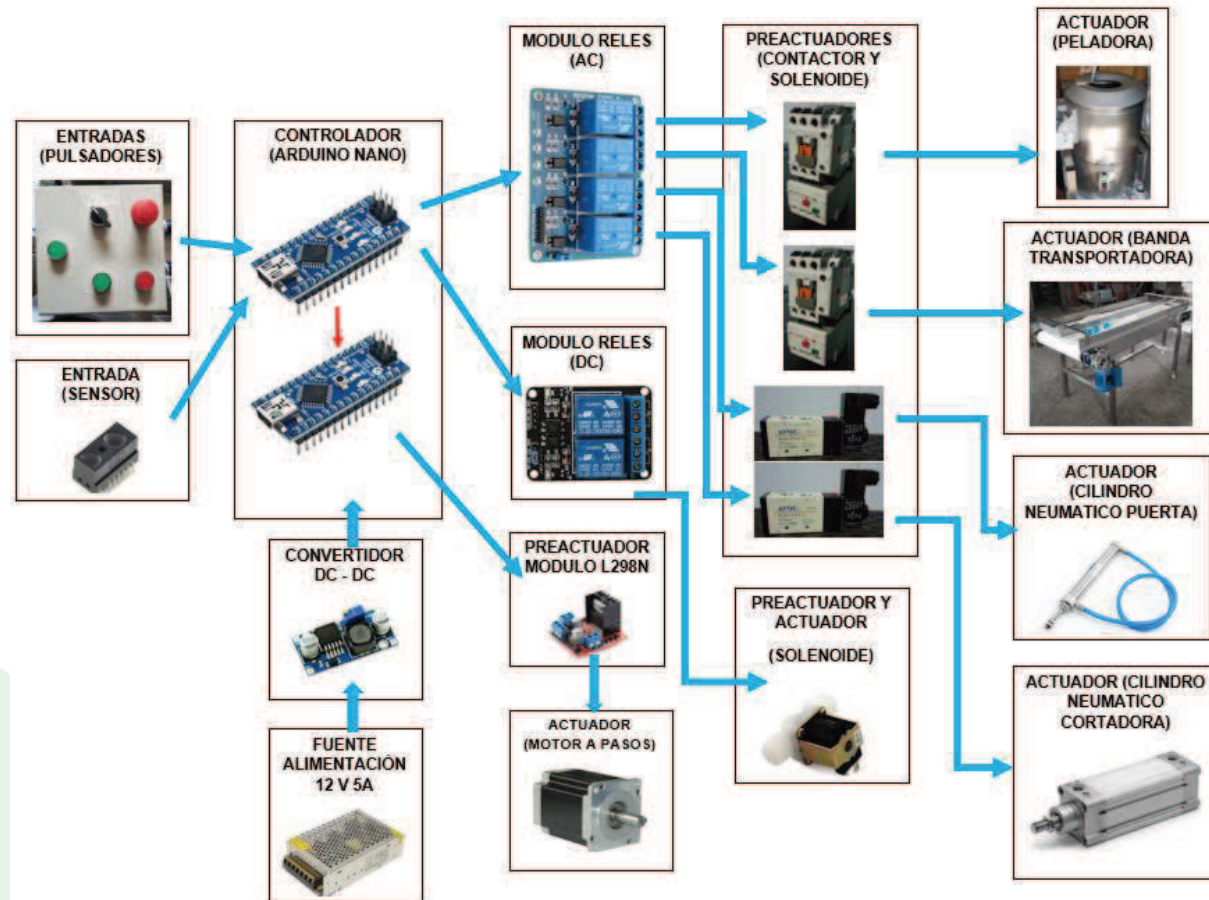 MODULO RELES
(AC)
PREACTUADORES
(CONTACTOR Y
SOLENOIDE)
ACTUADOR
(PELADORA)
ENTRADAS
(PULSADORES)
CONTROLADOR
(ARDUINO NANO)
ACTUADOR (BANDA
TRANSPORTADORA)
ENTRADA
(SENSOR)
MODULO RELES
(DC)
ACTUADOR
(CILINDRO
NEUMATICO PUERTA)
CONVERTIDOR
DC - DC
PREACTUADOR
MODULO L298N
PREACTUADOR Y
ACTUADOR
(SOLENOIDE)
ACTUADOR (CILINDRO
NEUMATICO
CORTADORA)
FUENTE
ALIMENTACIÓN
12 V 5A
ACTUADOR
(MOTOR A PASOS)